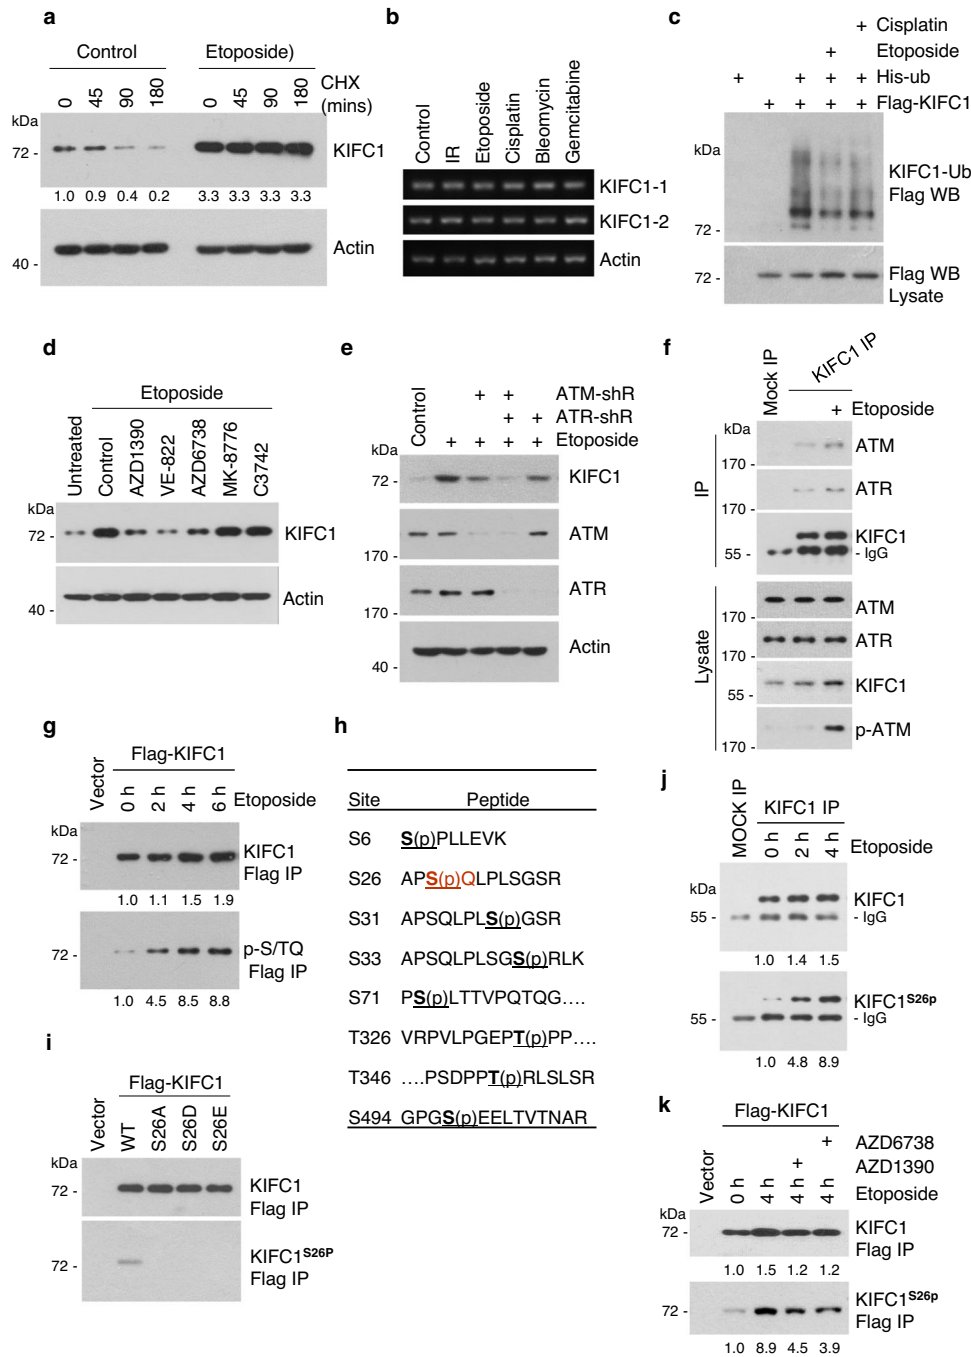 a
Control
Etoposide)
0 45 90 180 0 45 90 180 CHX (mins)
kDa
72 -
KIFC1
1.0 0.9 0.4 0.2 3.3 3.3 3.3 3.3
40 -
Actin
b
Control IR Etoposide Cisplatin Bleomycin Gemcitabine
KIFC1-1
KIFC1-2
Actin
c
+ Cisplatin
Etoposide
+
+ + + + His-ub
+ + + + Flag-KIFC1
kDa
KIFC1-Ub
Flag WB
72 -
72 -
Flag WB
Lysate
d
Etoposide
Untreated Control AZD1390 VE-822 AZD6738 MK-8776 C3742
kDa
72 -
KIFC1
40 -
Actin
e
Control
+ + ATM-shR
+ + ATR-shR
+ + + + Etoposide
kDa
72 -
KIFC1
170 -
ATM
170 -
ATR
40 -
Actin
f
Mock IP
KIFC1 IP
+ Etoposide
kDa
IP
170 -
ATM
170 -
ATR
55 -
KIFC1
- IgG
Lysate
170 -
ATM
170 -
ATR
55 -
KIFC1
170 -
p-ATM
g
Flag-KIFC1
Vector 0 h 2 h 4 h 6 h Etoposide
kDa
72 -
KIFC1
Flag IP
1.0 1.1 1.5 1.9
72 -
p-S/TQ
Flag IP
1.0 4.5 8.5 8.8
h
Site Peptide
S6 S(p)PLLEVK
S26 APS(p)QLPLSGSR
S31 APSQLPLS(p)GSR
S33 APSQLPLSGS(p)RLK
S71 PS(p)LTTVPQTQG....
T326 VRPVLPGEPT(p)PP....
T346 ....PSDPPT(p)RLSLSR
S494 GPGS(p)EELTVTNAR
i
Flag-KIFC1
Vector WT S26A S26D S26E
kDa
72 -
KIFC1
Flag IP
72 -
KIFC1S26P
Flag IP
j
MOCK IP
KIFC1 IP
0 h 2 h 4 h Etoposide
kDa
KIFC1
55 -
- IgG
1.0 1.4 1.5
KIFC1S26p
55 -
- IgG
1.0 4.8 8.9
k
Flag-KIFC1
+ AZD6738
+ AZD1390
Vector 0 h 4 h 4 h 4 h Etoposide
kDa
72 -
KIFC1
Flag IP
1.0 1.5 1.2 1.2
72 -
KIFC1S26p
Flag IP
1.0 8.9 4.5 3.9